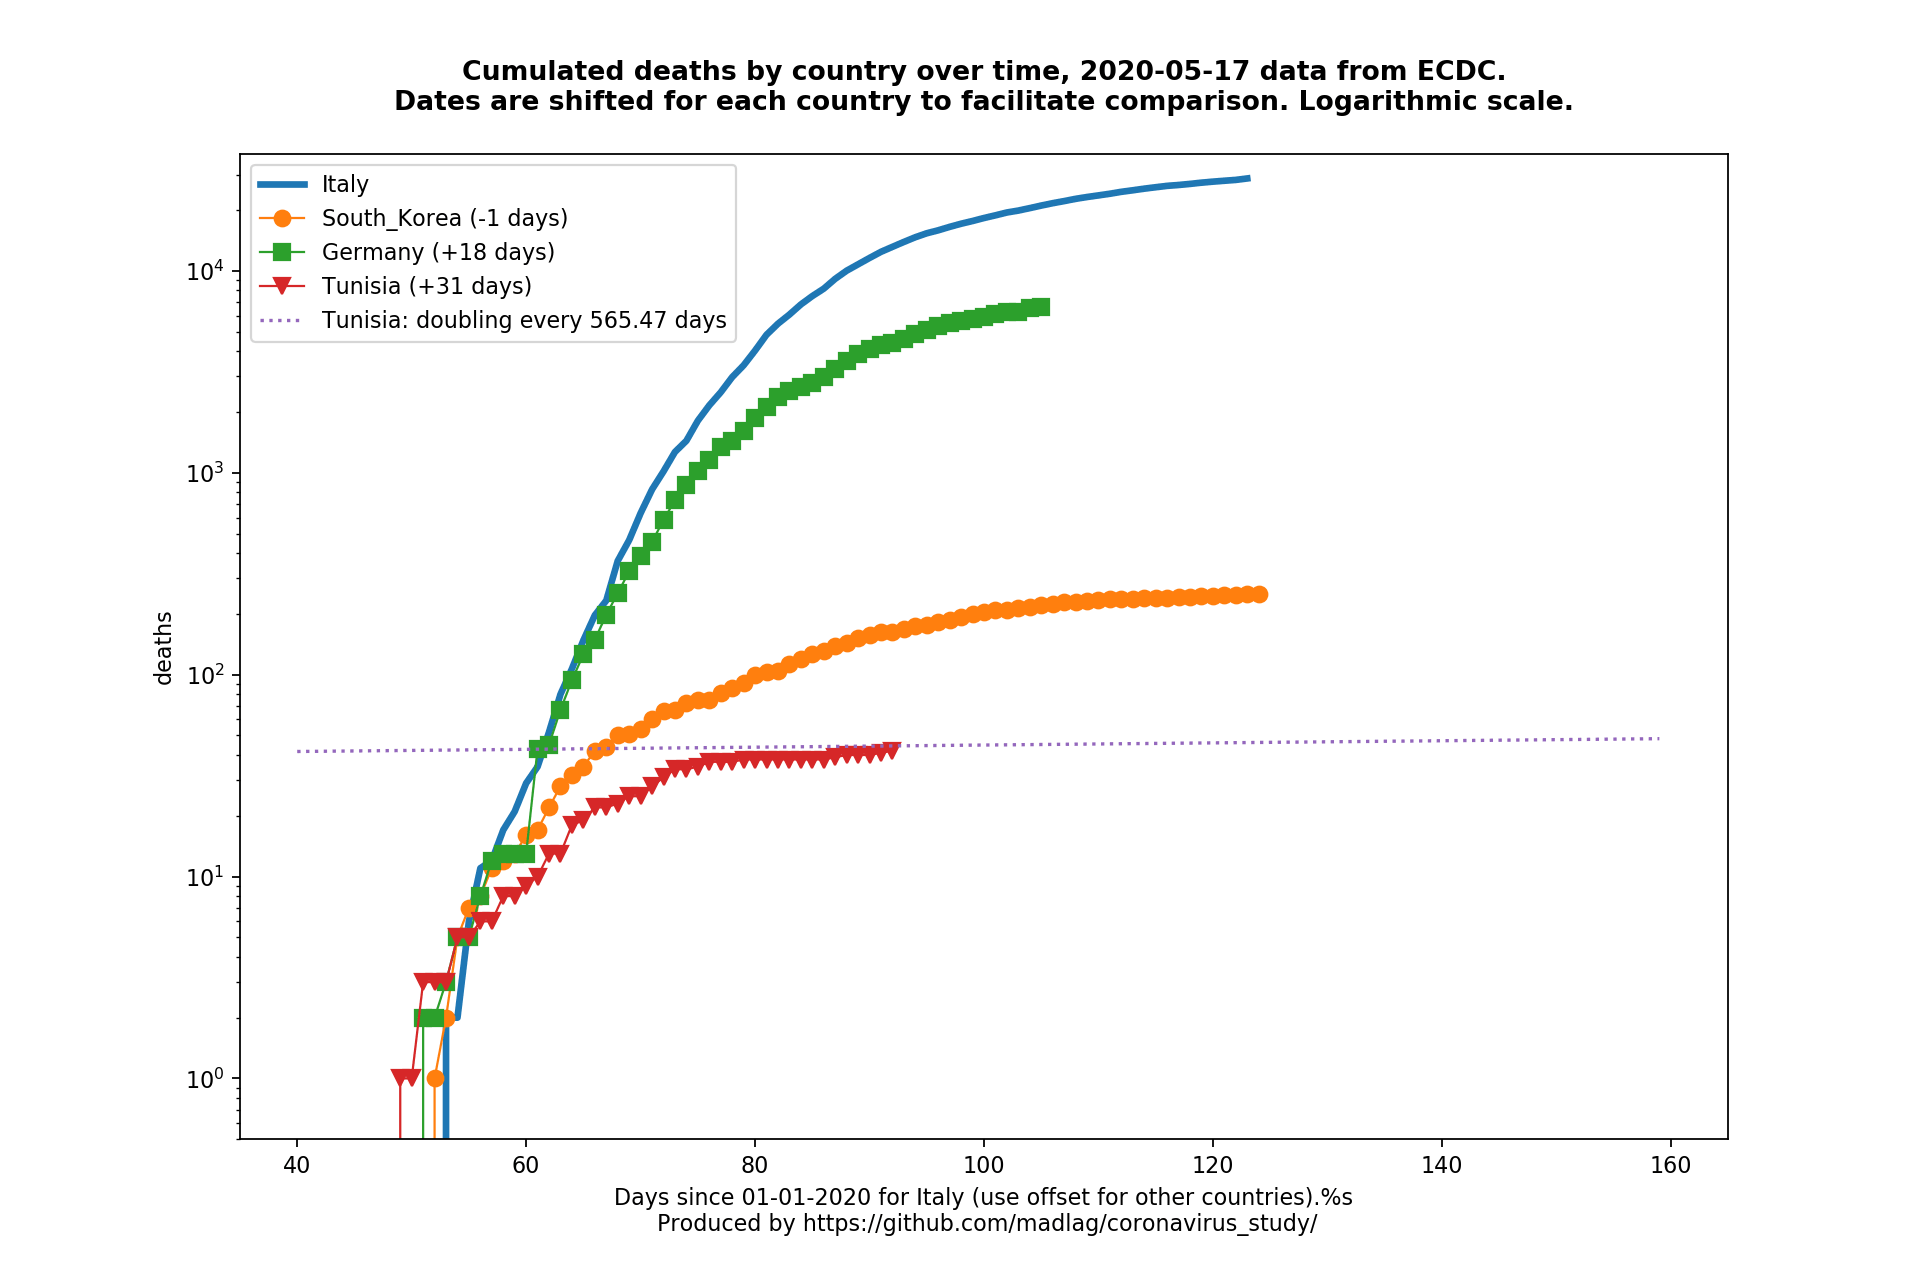 Cumulated deaths by country over time, 2020-05-17 data from ECDC.
Dates are shifted for each country to facilitate comparison. Logarithmic scale.
Italy
South_Korea (-1 days)
Germany (+18 days)
Tunisia (+31 days)
Tunisia: doubling every 565.47 days
deaths
10⁴
10³
10²
10¹
10⁰
40 60 80 100 120 140 160
Days since 01-01-2020 for Italy (use offset for other countries).%s
Produced by https://github.com/madlag/coronavirus_study/